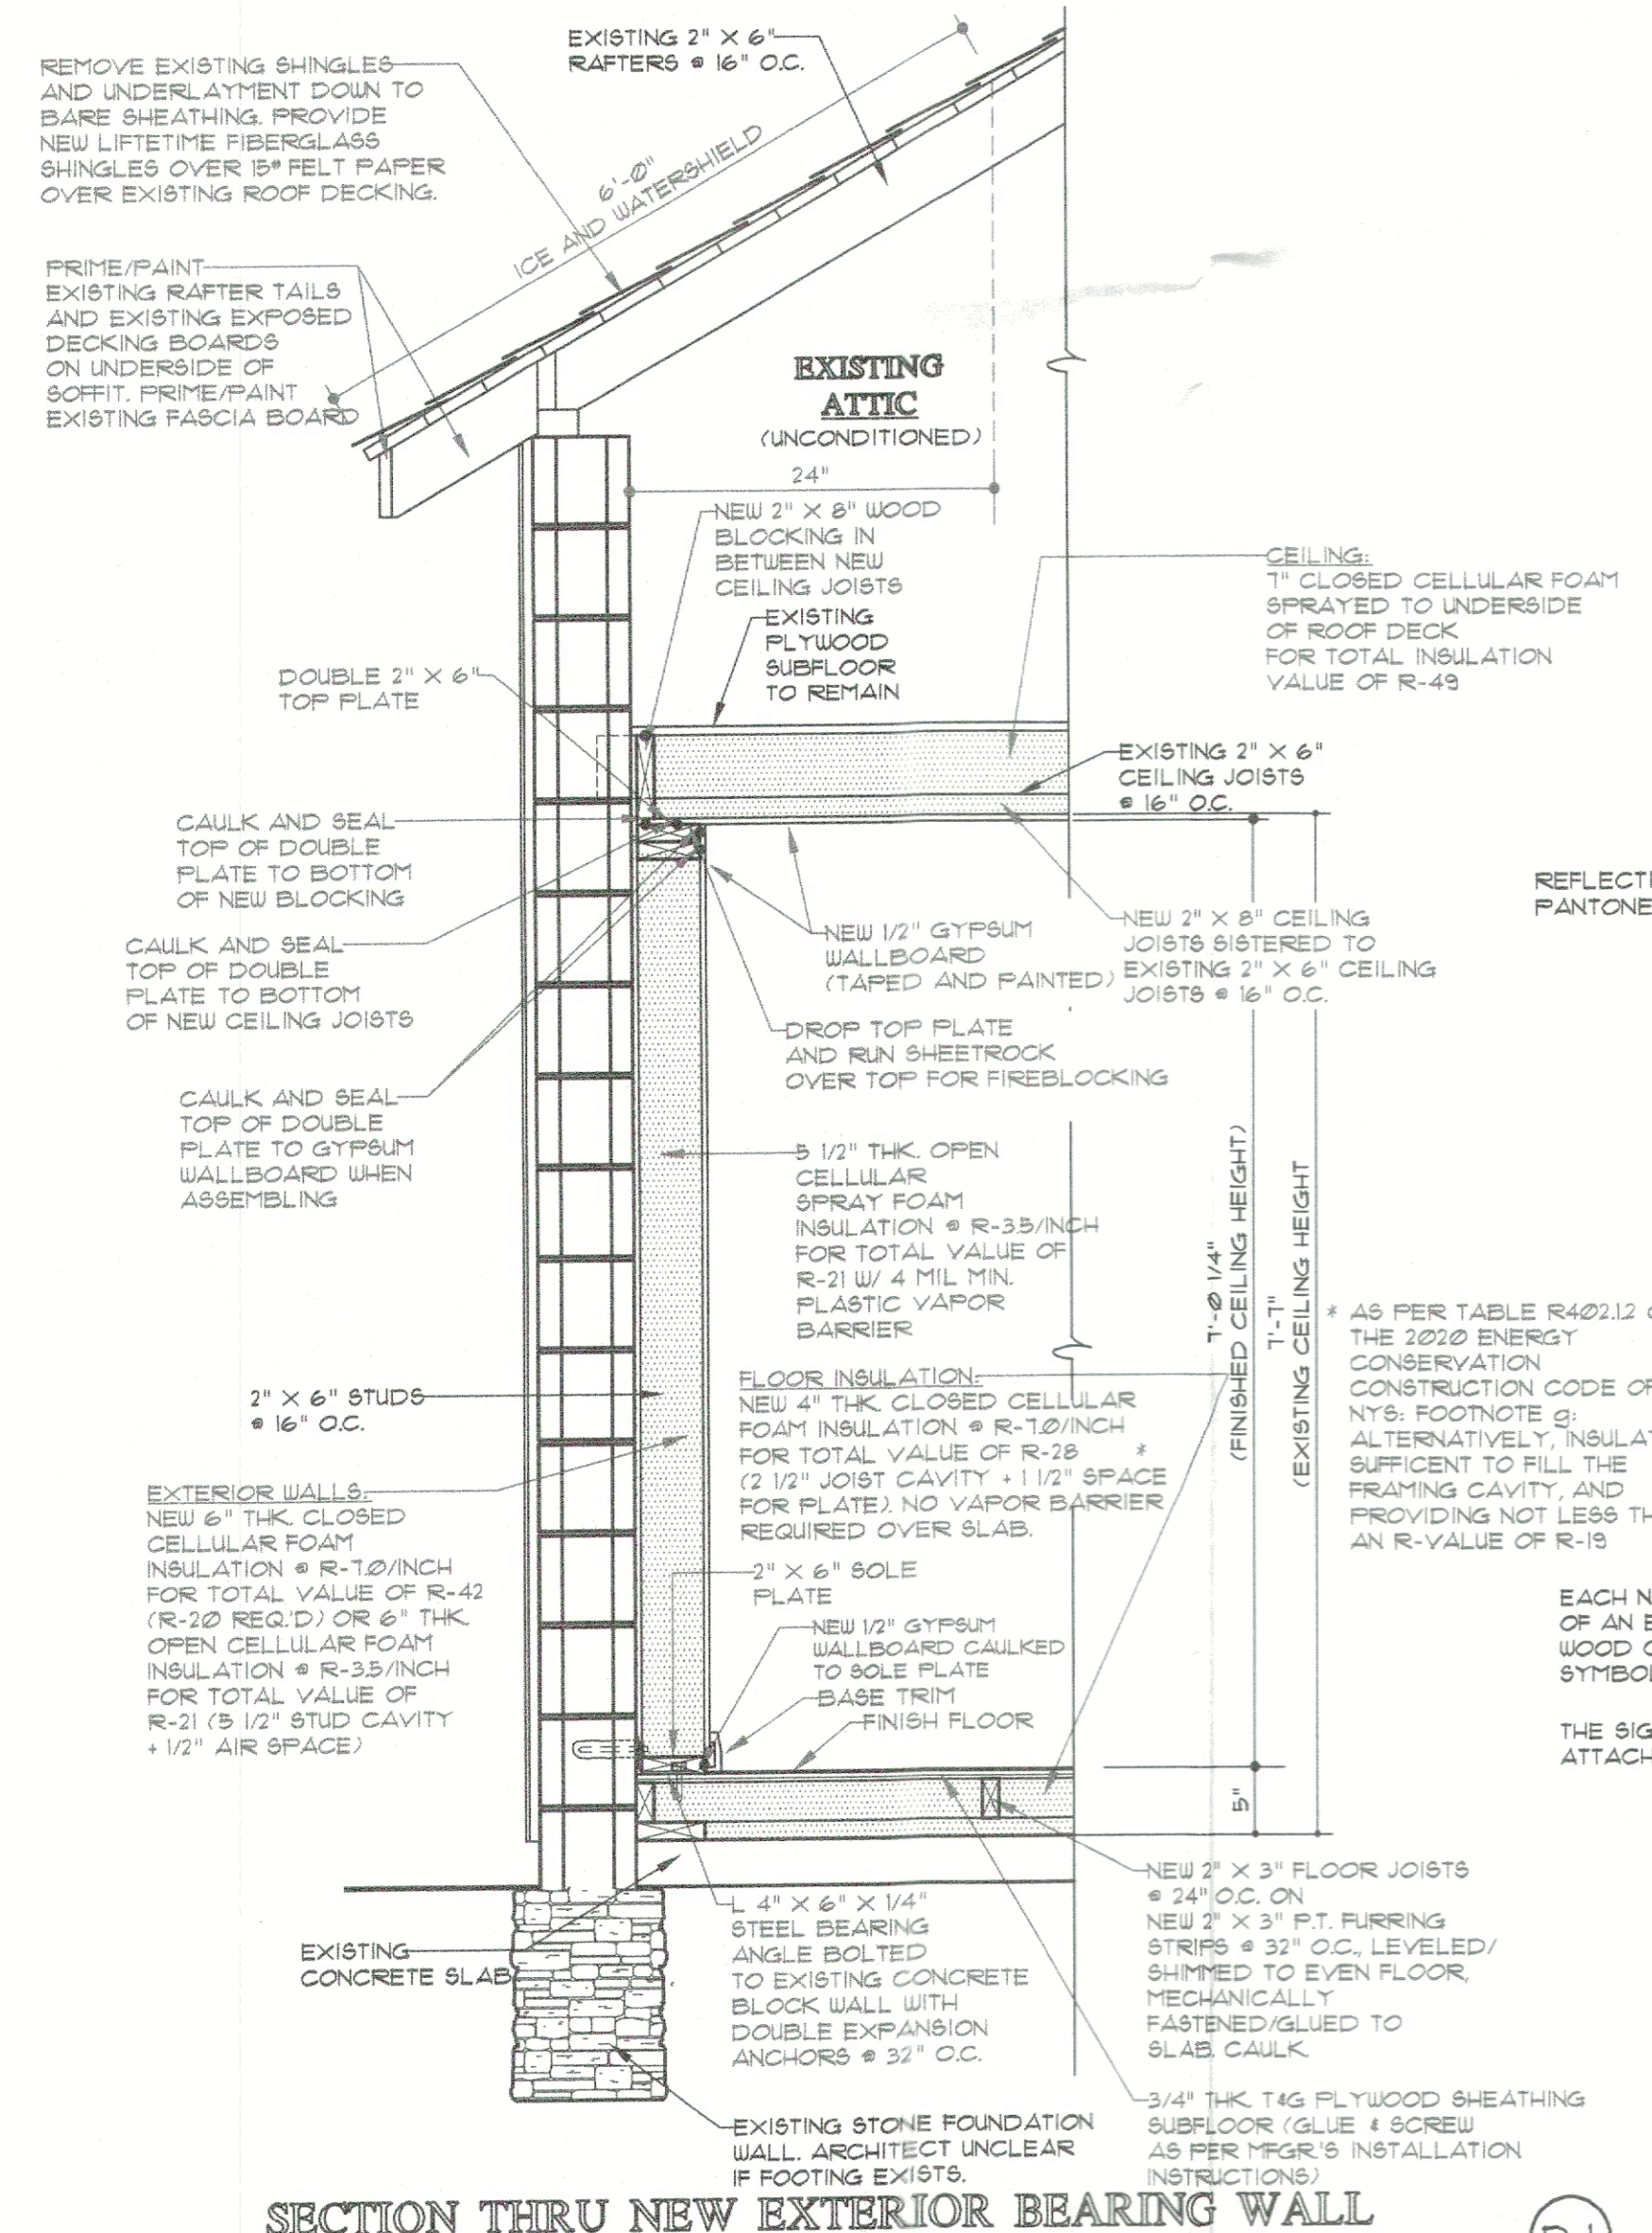 EXISTING 2" X 6"
RAFTERS @ 16" O.C.
REMOVE EXISTING SHINGLES
AND UNDERLAYMENT DOWN TO
BARE SHEATHING. PROVIDE
NEW LIFTETIME FIBERGLASS
SHINGLES OVER 15# FELT PAPER
OVER EXISTING ROOF DECKING.
6'-0"
ICE AND WATERSHIELD
PRIME/PAINT
EXISTING RAFTER TAILS
AND EXISTING EXPOSED
DECKING BOARDS
ON UNDERSIDE OF
SOFFIT. PRIME/PAINT
EXISTING FASCIA BOARD
EXISTING
ATTIC
(UNCONDITIONED)
24"
NEW 2" X 8" WOOD
BLOCKING IN
BETWEEN NEW
CEILING JOISTS
EXISTING
PLYWOOD
SUBFLOOR
TO REMAIN
CEILING:
7" CLOSED CELLULAR FOAM
SPRAYED TO UNDERSIDE
OF ROOF DECK
FOR TOTAL INSULATION
VALUE OF R-49
DOUBLE 2" X 6"
TOP PLATE
EXISTING 2" X 6"
CEILING JOISTS
@ 16" O.C.
CAULK AND SEAL
TOP OF DOUBLE
PLATE TO BOTTOM
OF NEW BLOCKING
CAULK AND SEAL
TOP OF DOUBLE
PLATE TO BOTTOM
OF NEW CEILING JOISTS
CAULK AND SEAL
TOP OF DOUBLE
PLATE TO GYPSUM
WALLBOARD WHEN
ASSEMBLING
NEW 1/2" GYPSUM
WALLBOARD
(TAPED AND PAINTED)
NEW 2" X 8" CEILING
JOISTS SISTERED TO
EXISTING 2" X 6" CEILING
JOISTS @ 16" O.C.
REFLECTI
PANTONE
DROP TOP PLATE
AND RUN SHEETROCK
OVER TOP FOR FIREBLOCKING
5 1/2" THK. OPEN
CELLULAR
SPRAY FOAM
INSULATION @ R-3.5/INCH
FOR TOTAL VALUE OF
R-21 W/ 4 MIL MIN.
PLASTIC VAPOR
BARRIER
7'-0 1/4"
(FINISHED CEILING HEIGHT)
7'-7"
(EXISTING CEILING HEIGHT
* AS PER TABLE R402.1.2 O
THE 2020 ENERGY
CONSERVATION
CONSTRUCTION CODE OF
NYS: FOOTNOTE g:
ALTERNATIVELY, INSULAT
SUFFICENT TO FILL THE
FRAMING CAVITY, AND
PROVIDING NOT LESS TH
AN R-VALUE OF R-19
2" X 6" STUDS
@ 16" O.C.
FLOOR INSULATION:
NEW 4" THK. CLOSED CELLULAR
FOAM INSULATION @ R-7.0/INCH
FOR TOTAL VALUE OF R-28 *
(2 1/2" JOIST CAVITY + 1 1/2" SPACE
FOR PLATE). NO VAPOR BARRIER
REQUIRED OVER SLAB.
EXTERIOR WALLS:
NEW 6" THK. CLOSED
CELLULAR FOAM
INSULATION @ R-7.0/INCH
FOR TOTAL VALUE OF R-42
(R-20 REQ.'D) OR 6" THK.
OPEN CELLULAR FOAM
INSULATION @ R-3.5/INCH
FOR TOTAL VALUE OF
R-21 (5 1/2" STUD CAVITY
+ 1/2" AIR SPACE)
2" X 6" SOLE
PLATE
NEW 1/2" GYPSUM
WALLBOARD CAULKED
TO SOLE PLATE
BASE TRIM
FINISH FLOOR
EACH N
OF AN E
WOOD C
SYMBOL
THE SIG
ATTACH
5"
EXISTING
CONCRETE SLAB
L 4" X 6" X 1/4"
STEEL BEARING
ANGLE BOLTED
TO EXISTING CONCRETE
BLOCK WALL WITH
DOUBLE EXPANSION
ANCHORS @ 32" O.C.
NEW 2" X 3" FLOOR JOISTS
@ 24" O.C. ON
NEW 2" X 3" P.T. FURRING
STRIPS @ 32" O.C., LEVELED/
SHIMMED TO EVEN FLOOR,
MECHANICALLY
FASTENED/GLUED TO
SLAB. CAULK
EXISTING STONE FOUNDATION
WALL. ARCHITECT UNCLEAR
IF FOOTING EXISTS.
3/4" THK. T&G PLYWOOD SHEATHING
SUBFLOOR (GLUE & SCREW
AS PER MFGR.'S INSTALLATION
INSTRUCTIONS)
SECTION THRU NEW EXTERIOR BEARING WALL